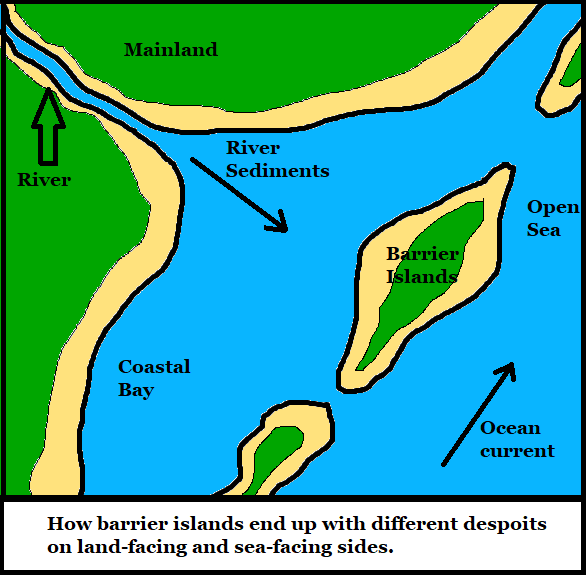 Mainland
River
Sediments
River
Open
Sea
Barrier
Islands
Coastal
Bay
Ocean
current
How barrier islands end up with different despoits
on land-facing and sea-facing sides.